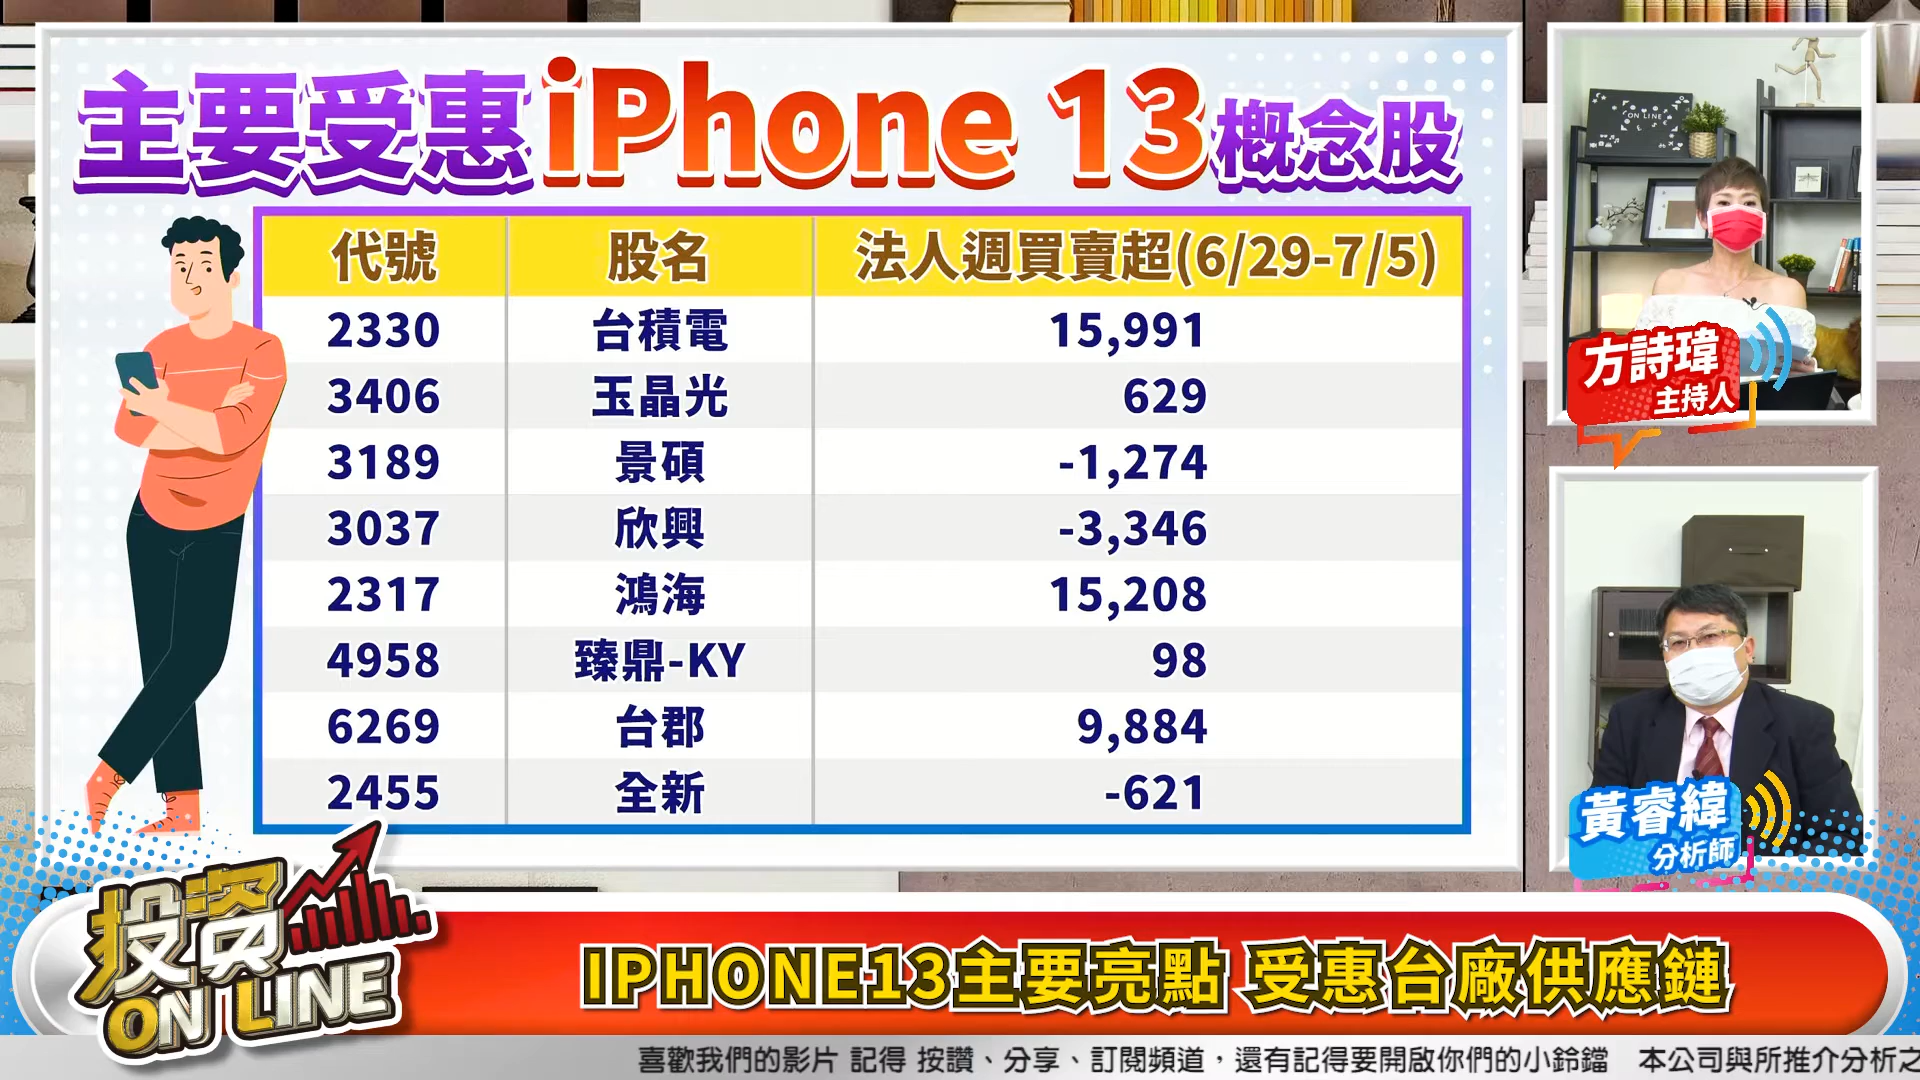 主要受惠iPhone 13概念股
代號 股名 法人週買賣超(6/29-7/5)
2330 台積電 15,991
3406 玉晶光 629
3189 景碩 -1,274
3037 欣興 -3,346
2317 鴻海 15,208
4958 臻鼎-KY 98
6269 台郡 9,884
2455 全新 -621
ON LINE
方詩瑋
主持人
黃睿緯
分析師
投資
ON LINE
IPHONE13主要亮點 受惠台廠供應鏈
喜歡我們的影片 記得 按讚、分享、訂閱頻道，還有記得要開啟你們的小鈴鐺 本公司與所推介分析之